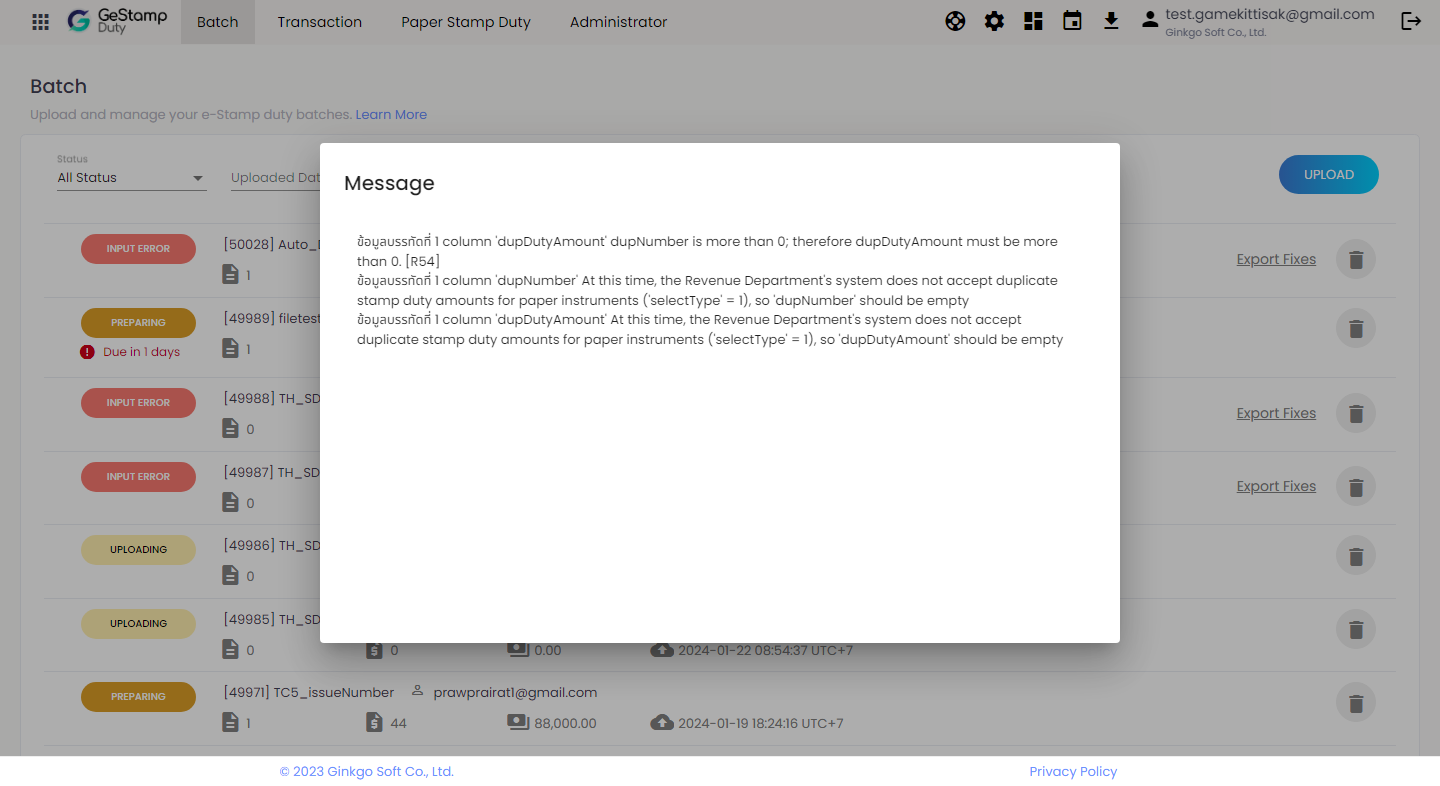 GeStamp
Duty
Batch
Transaction
Paper Stamp Duty
Administrator
test.gamekittisak@gmail.com
Ginkgo Soft Co., Ltd.
Batch
Upload and manage your e-Stamp duty batches. Learn More
Status
All Status
Uploaded Dat
UPLOAD
Message
ข้อมูลบรรทัดที่ 1 column 'dupDutyAmount' dupNumber is more than 0; therefore dupDutyAmount must be more
than 0. [R54]
ข้อมูลบรรทัดที่ 1 column 'dupNumber' At this time, the Revenue Department's system does not accept duplicate
stamp duty amounts for paper instruments ('selectType' = 1), so 'dupNumber' should be empty
ข้อมูลบรรทัดที่ 1 column 'dupDutyAmount' At this time, the Revenue Department's system does not accept
duplicate stamp duty amounts for paper instruments ('selectType' = 1), so 'dupDutyAmount' should be empty
INPUT ERROR
[50028] Auto_
1
Export Fixes
PREPARING
[49989] filetest
Due in 1 days
1
INPUT ERROR
[49988] TH_SD
0
Export Fixes
INPUT ERROR
[49987] TH_SD
0
Export Fixes
UPLOADING
[49986] TH_SD
0
UPLOADING
[49985] TH_SD
0
0
0.00
2024-01-22 08:54:37 UTC+7
PREPARING
[49971] TC5_issueNumber
prawprairat1@gmail.com
1
44
88,000.00
2024-01-19 18:24:16 UTC+7
© 2023 Ginkgo Soft Co., Ltd.
Privacy Policy